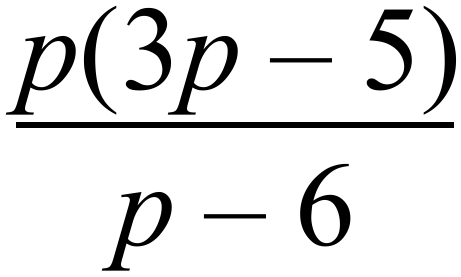 p(3p – 5)
p – 6